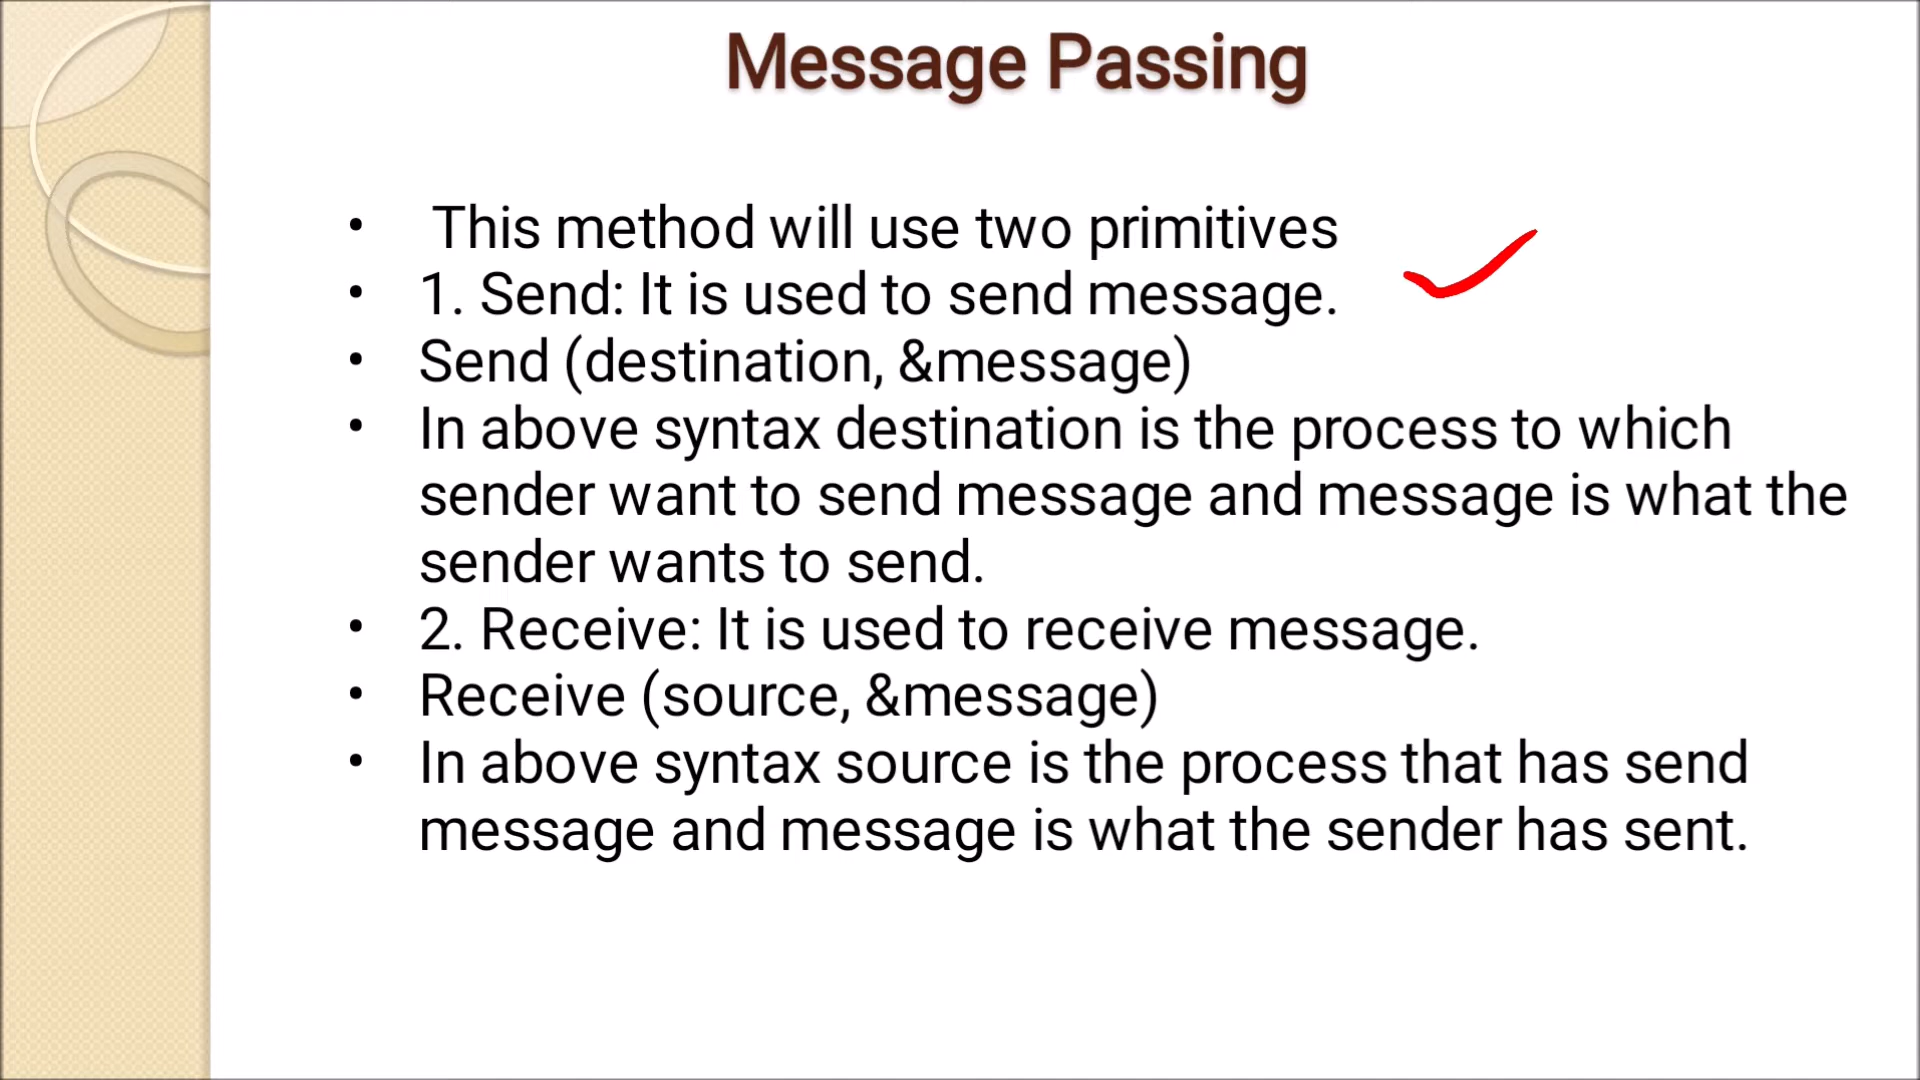 Message Passing
• This method will use two primitives
• 1. Send: It is used to send message.
• Send (destination, &message)
• In above syntax destination is the process to which
sender want to send message and message is what the
sender wants to send.
• 2. Receive: It is used to receive message.
• Receive (source, &message)
• In above syntax source is the process that has send
message and message is what the sender has sent.